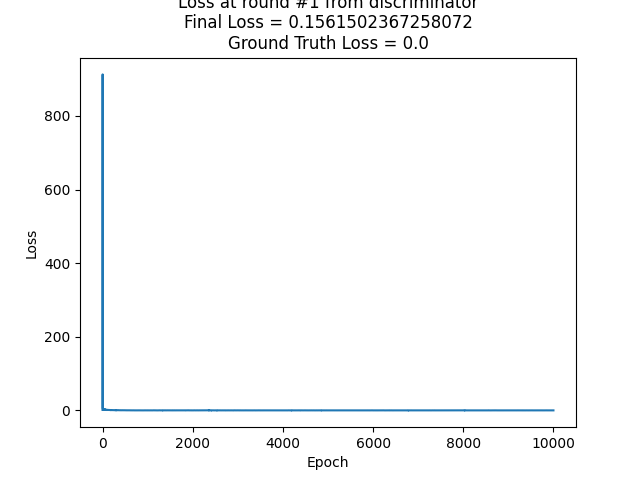 Loss at round #1 from discriminator
Final Loss = 0.1561502367258072
Ground Truth Loss = 0.0
800
600
400
200
0
Loss
0 2000 4000 6000 8000 10000
Epoch